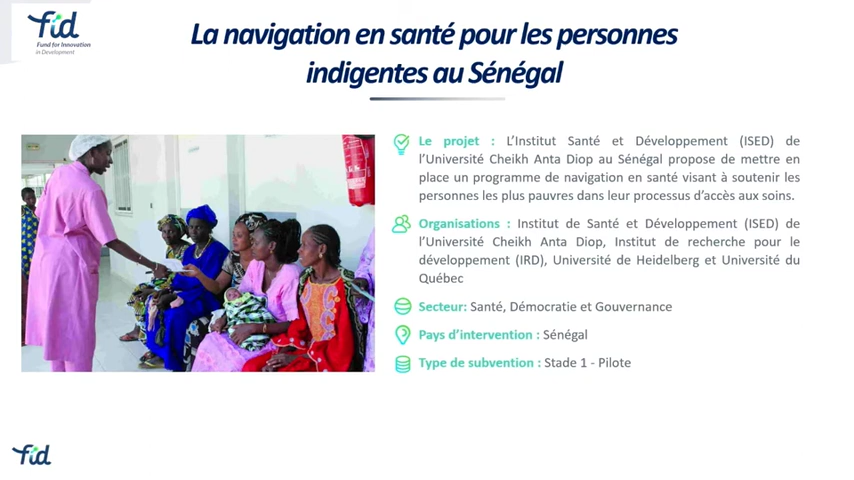 fid
Fund for Innovation
in Development
La navigation en santé pour les personnes
indigentes au Sénégal
Le projet : L’Institut Santé et Développement (ISED) de
l’Université Cheikh Anta Diop au Sénégal propose de mettre en
place un programme de navigation en santé visant à soutenir les
personnes les plus pauvres dans leur processus d’accès aux soins.
Organisations : Institut de Santé et Développement (ISED) de
l’Université Cheikh Anta Diop, Institut de recherche pour le
développement (IRD), Université de Heidelberg et Université du
Québec
Secteur: Santé, Démocratie et Gouvernance
Pays d’intervention : Sénégal
Type de subvention : Stade 1 - Pilote
fid